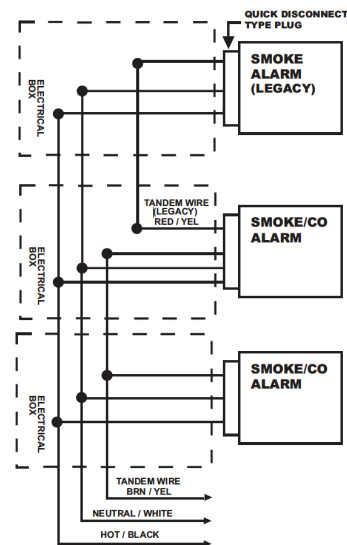 QUICK DISCONNECT
TYPE PLUG
ELECTRICAL
BOX
SMOKE
ALARM
(LEGACY)
TANDEM WIRE
(LEGACY)
RED / YEL
ELECTRICAL
BOX
SMOKE/CO
ALARM
ELECTRICAL
BOX
SMOKE/CO
ALARM
TANDEM WIRE
BRN / YEL
NEUTRAL / WHITE
HOT / BLACK